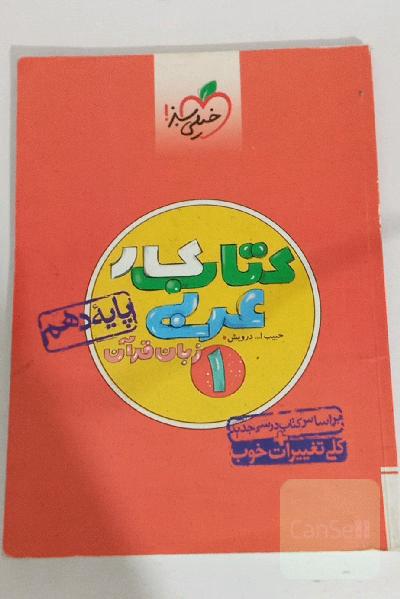 خیلی سبز!
کتاب کار
عربی
حبیب ا... درویش
زبان قرآن
۱
پایهٔ دهم
براساس کتاب درسی جدید
+
کلی تغییرات خوب
CanSell